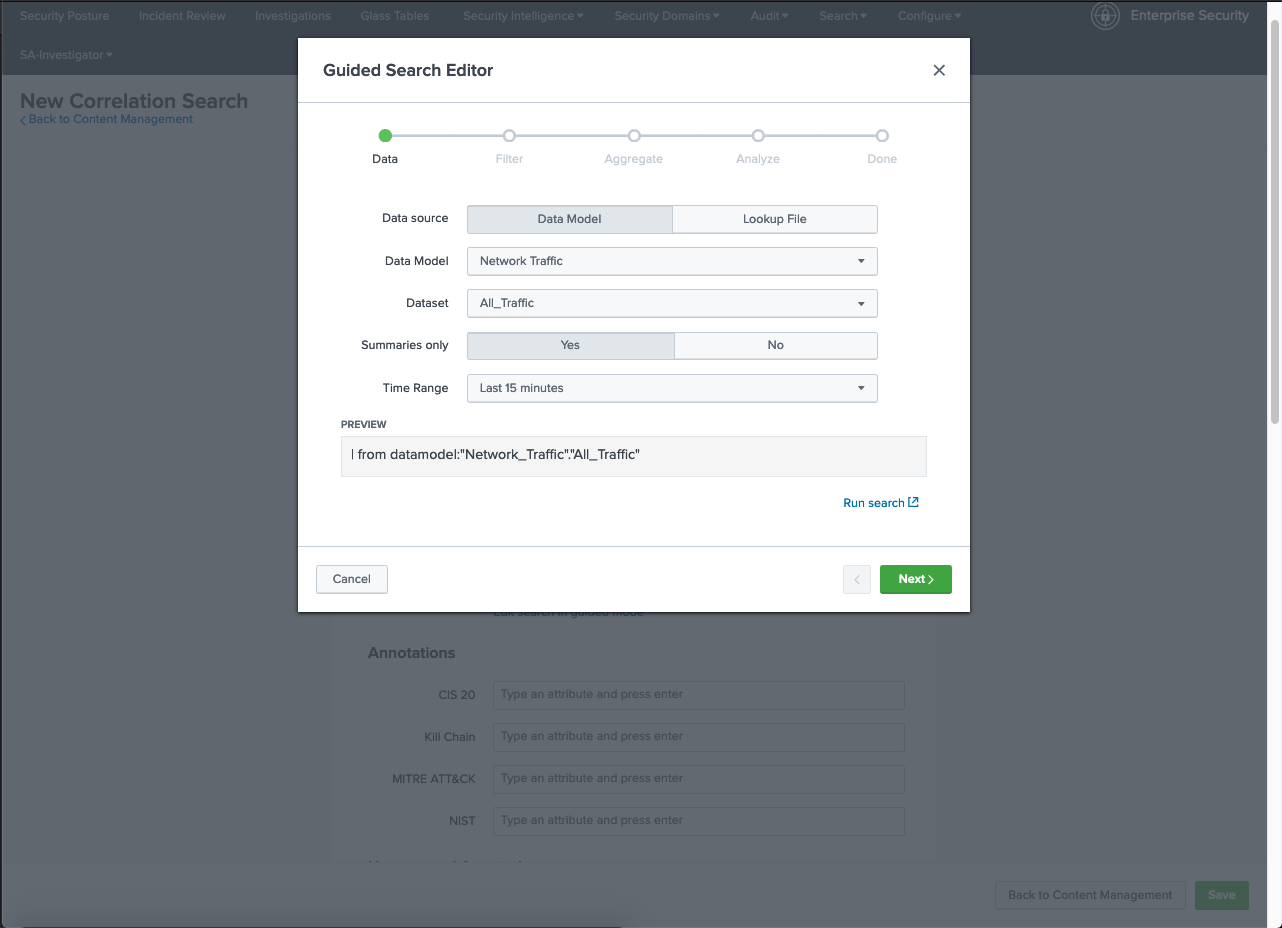 Security Posture Incident Review Investigations Glass Tables Security Intelligence Security Domains Audit Search Configure Enterprise Security
SA-Investigator
New Correlation Search
Back to Content Management
Guided Search Editor
Data Filter Aggregate Analyze Done
Data source Data Model Lookup File
Data Model Network Traffic
Dataset All_Traffic
Summaries only Yes No
Time Range Last 15 minutes
PREVIEW
| from datamodel:"Network_Traffic"."All_Traffic"
Run search
Cancel Next
Edit search in guided mode
Annotations
CIS 20 Type an attribute and press enter
Kill Chain Type an attribute and press enter
MITRE ATT&CK Type an attribute and press enter
NIST Type an attribute and press enter
Back to Content Management Save